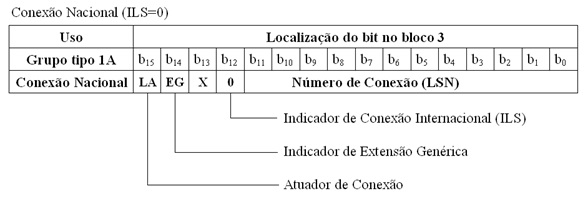 Conexão Nacional (ILS=0)
Uso Localização do bit no bloco 3
Grupo tipo 1A b15 b14 b13 b12 b11 b10 b9 b8 b7 b6 b5 b4 b3 b2 b1 b0
Conexão Nacional LA EG X 0 Número de Conexão (LSN)
Indicador de Conexão Internacional (ILS)
Indicador de Extensão Genérica
Atuador de Conexão